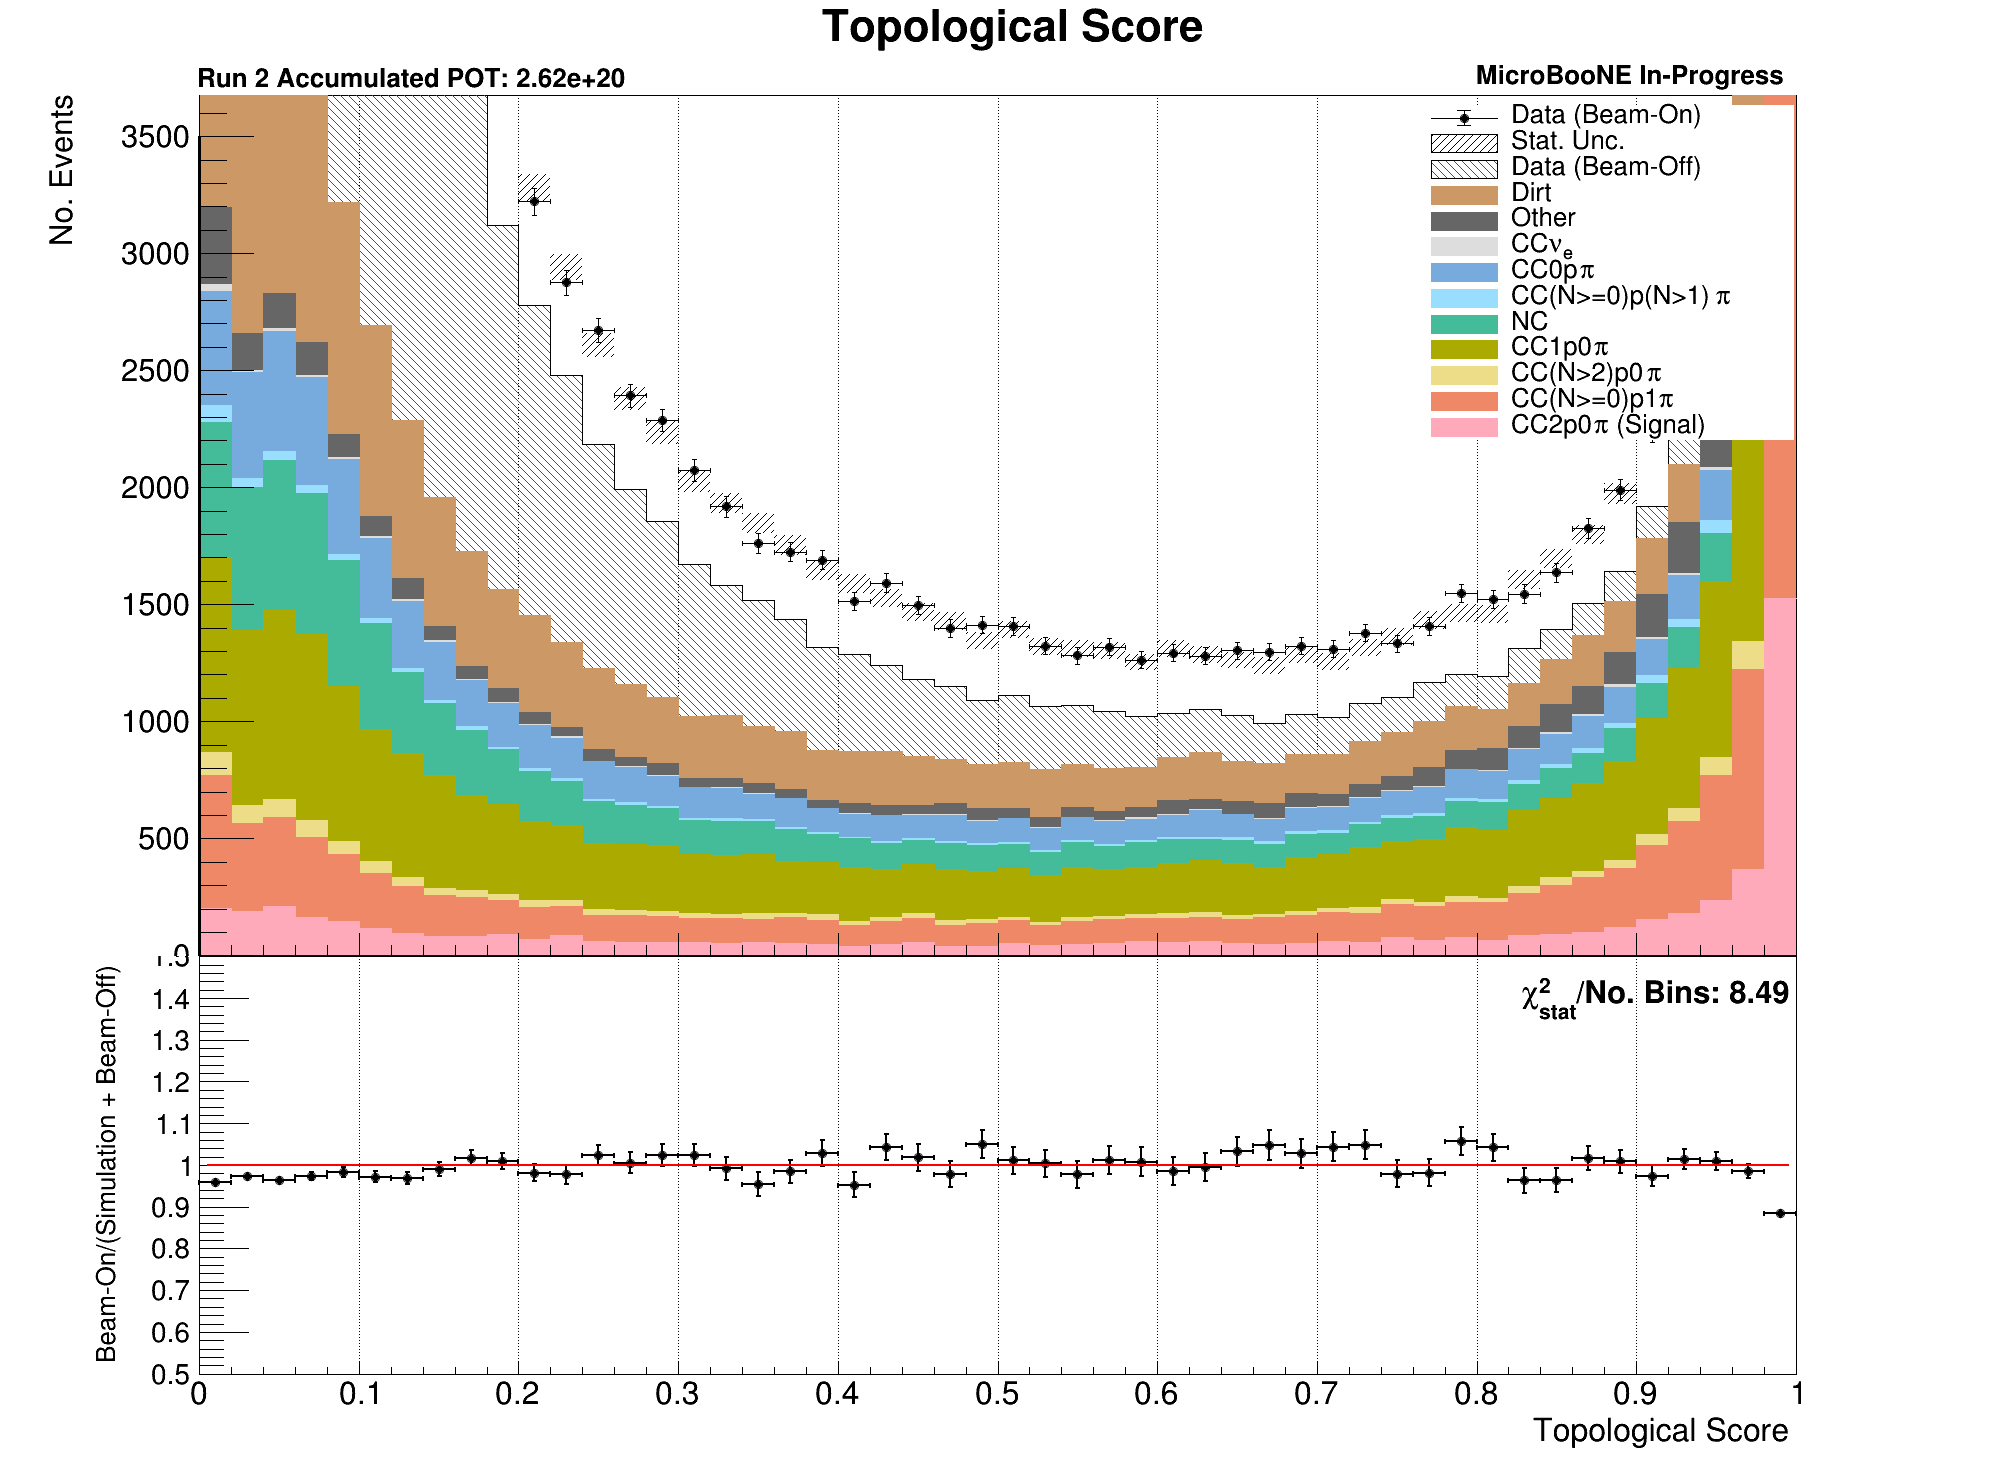 Topological Score
Run 2 Accumulated POT: 2.62e+20
MicroBooNE In-Progress
No. Events
3500
3000
2500
2000
1500
1000
500
0
Data (Beam-On)
Stat. Unc.
Data (Beam-Off)
Dirt
Other
CCνe
CC0pπ
CC(N>=0)p(N>1) π
NC
CC1p0π
CC(N>2)p0π
CC(N>=0)p1π
CC2p0π (Signal)
Beam-On/(Simulation + Beam-Off)
1.5
1.4
1.3
1.2
1.1
1
0.9
0.8
0.7
0.6
0.5
χ²stat/No. Bins: 8.49
0 0.1 0.2 0.3 0.4 0.5 0.6 0.7 0.8 0.9 1
Topological Score